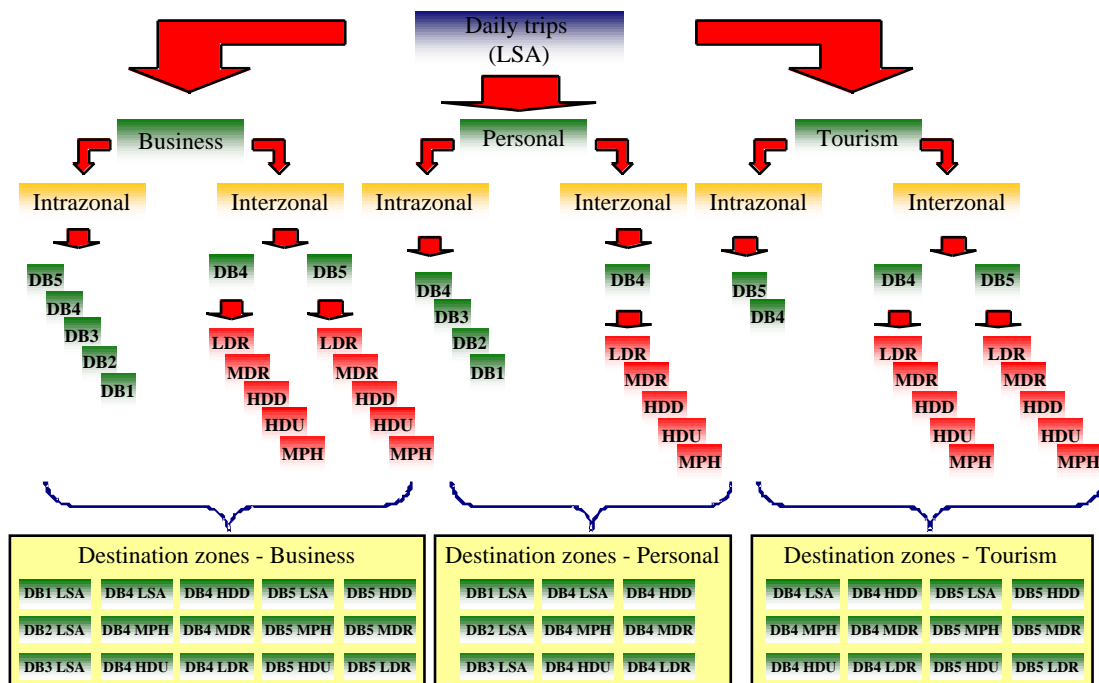 Daily trips
(LSA)
Business
Personal
Tourism
Intrazonal
Interzonal
Intrazonal
Interzonal
Intrazonal
Interzonal
DB5
DB4
DB3
DB2
DB1
DB4
LDR
MDR
HDD
HDU
MPH
DB5
LDR
MDR
HDD
HDU
MPH
DB4
DB3
DB2
DB1
DB4
LDR
MDR
HDD
HDU
MPH
DB5
DB4
DB4
LDR
MDR
HDD
HDU
MPH
DB5
LDR
MDR
HDD
HDU
MPH
Destination zones - Business
DB1 LSA DB4 LSA DB4 HDD DB5 LSA DB5 HDD
DB2 LSA DB4 MPH DB4 MDR DB5 MPH DB5 MDR
DB3 LSA DB4 HDU DB4 LDR DB5 HDU DB5 LDR
Destination zones - Personal
DB1 LSA DB4 LSA DB4 HDD
DB2 LSA DB4 MPH DB4 MDR
DB3 LSA DB4 HDU DB4 LDR
Destination zones - Tourism
DB4 LSA DB4 HDD DB5 LSA DB5 HDD
DB4 MPH DB4 MDR DB5 MPH DB5 MDR
DB4 HDU DB4 LDR DB5 HDU DB5 LDR